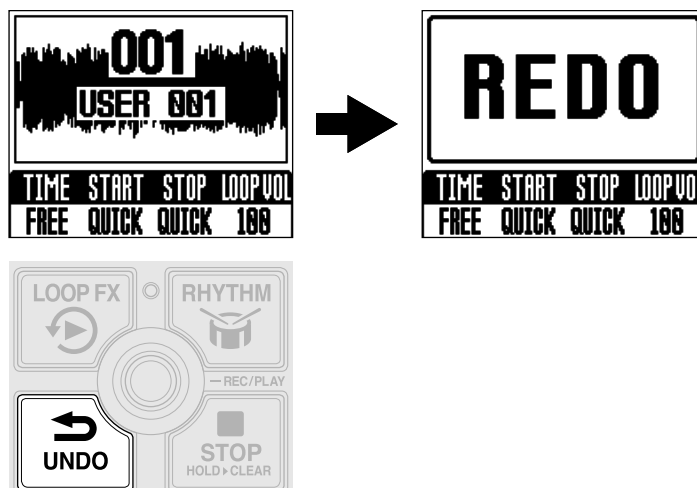 001
USER 001
TIME START STOP LOOP VOL
FREE QUICK QUICK 100
REDO
TIME START STOP LOOP VO
FREE QUICK QUICK 100
LOOP FX
RHYTHM
REC/PLAY
UNDO
STOP
HOLD ▸ CLEAR